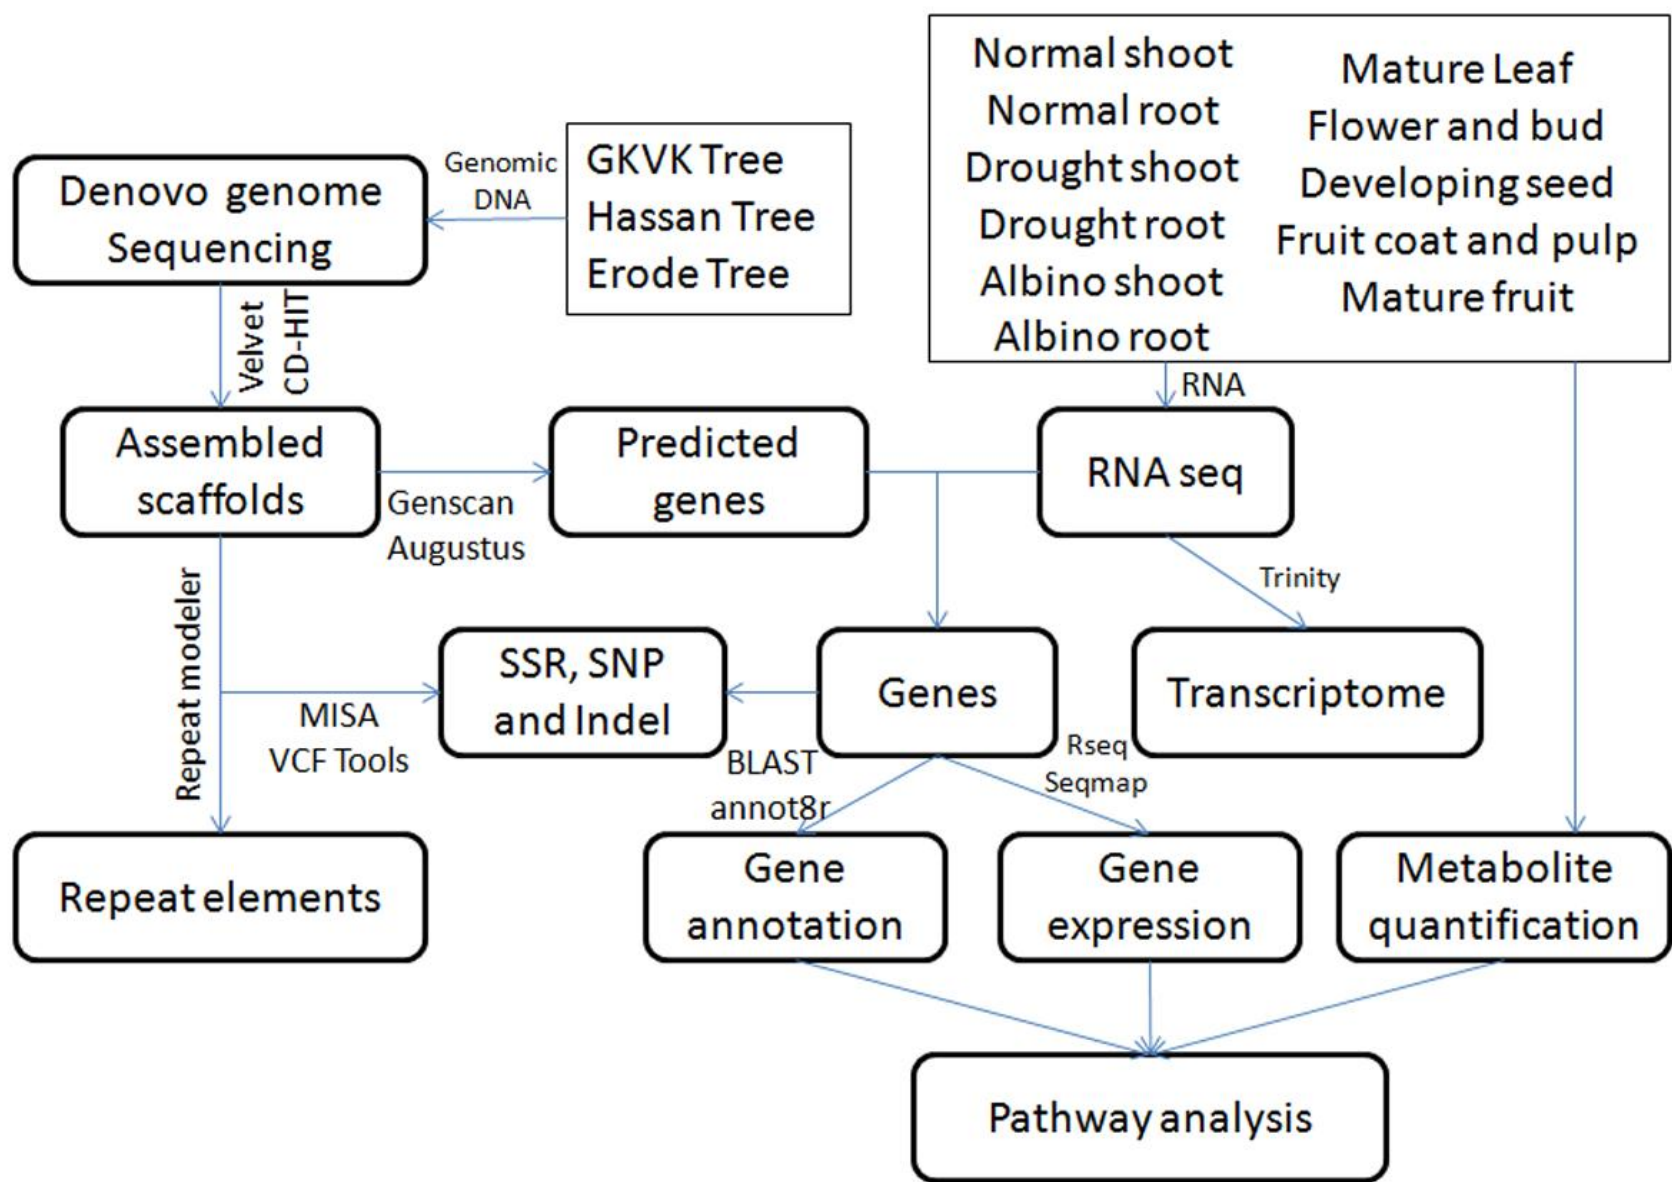 Normal shoot
Normal root
Drought shoot
Drought root
Albino shoot
Albino root
Mature Leaf
Flower and bud
Developing seed
Fruit coat and pulp
Mature fruit
GKVK Tree
Hassan Tree
Erode Tree
Genomic
DNA
Denovo genome
Sequencing
Velvet
CD-HIT
RNA
Assembled
scaffolds
Genscan
Augustus
Predicted
genes
RNA seq
Trinity
Repeat modeler
MISA
VCF Tools
SSR, SNP
and Indel
Genes
Transcriptome
BLAST
annot8r
Rseq
Seqmap
Repeat elements
Gene
annotation
Gene
expression
Metabolite
quantification
Pathway analysis